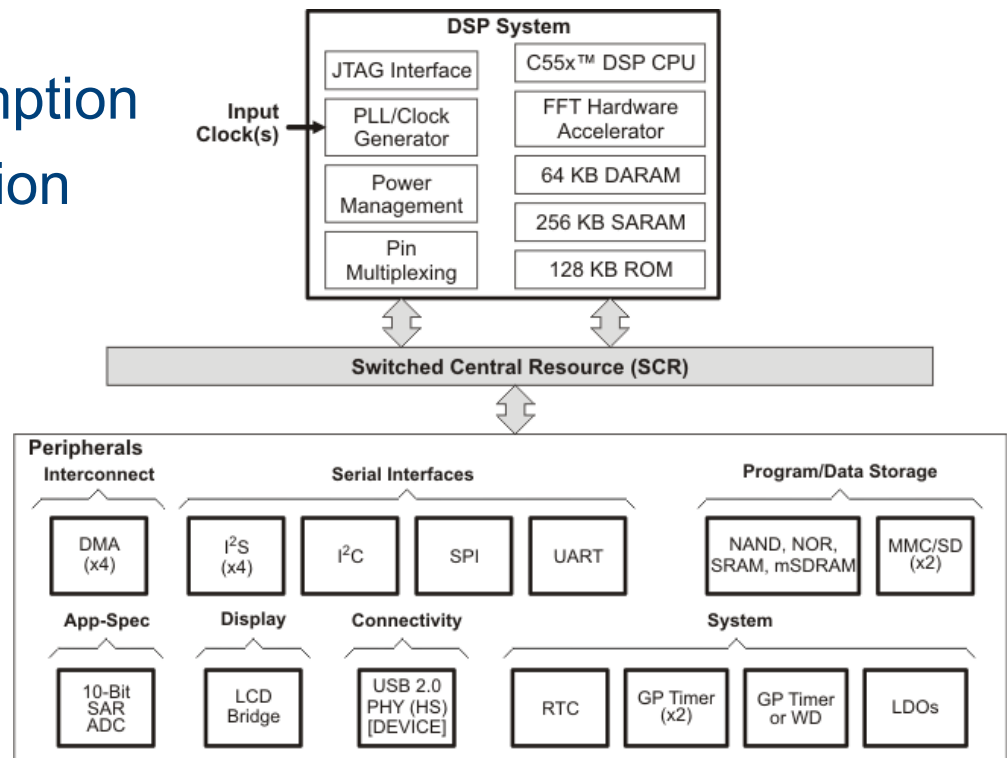 nption
ion
DSP System
JTAG Interface
PLL/Clock
Generator
Power
Management
Pin
Multiplexing
C55x™ DSP CPU
FFT Hardware
Accelerator
64 KB DARAM
256 KB SARAM
128 KB ROM
Input
Clock(s)
Switched Central Resource (SCR)
Peripherals
Interconnect
Serial Interfaces
Program/Data Storage
DMA
(x4)
I²S
(x4)
I²C
SPI
UART
NAND, NOR,
SRAM, mSDRAM
MMC/SD
(x2)
App-Spec
Display
Connectivity
System
10-Bit
SAR
ADC
LCD
Bridge
USB 2.0
PHY (HS)
[DEVICE]
RTC
GP Timer
(x2)
GP Timer
or WD
LDOs